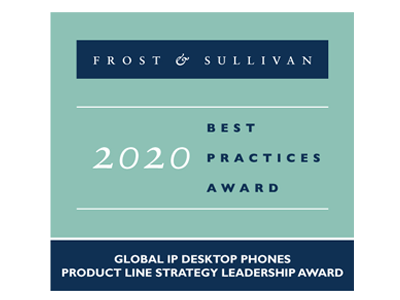 FROST & SULLIVAN
BEST
2020 PRACTICES
AWARD
GLOBAL IP DESKTOP PHONES
PRODUCT LINE STRATEGY LEADERSHIP AWARD